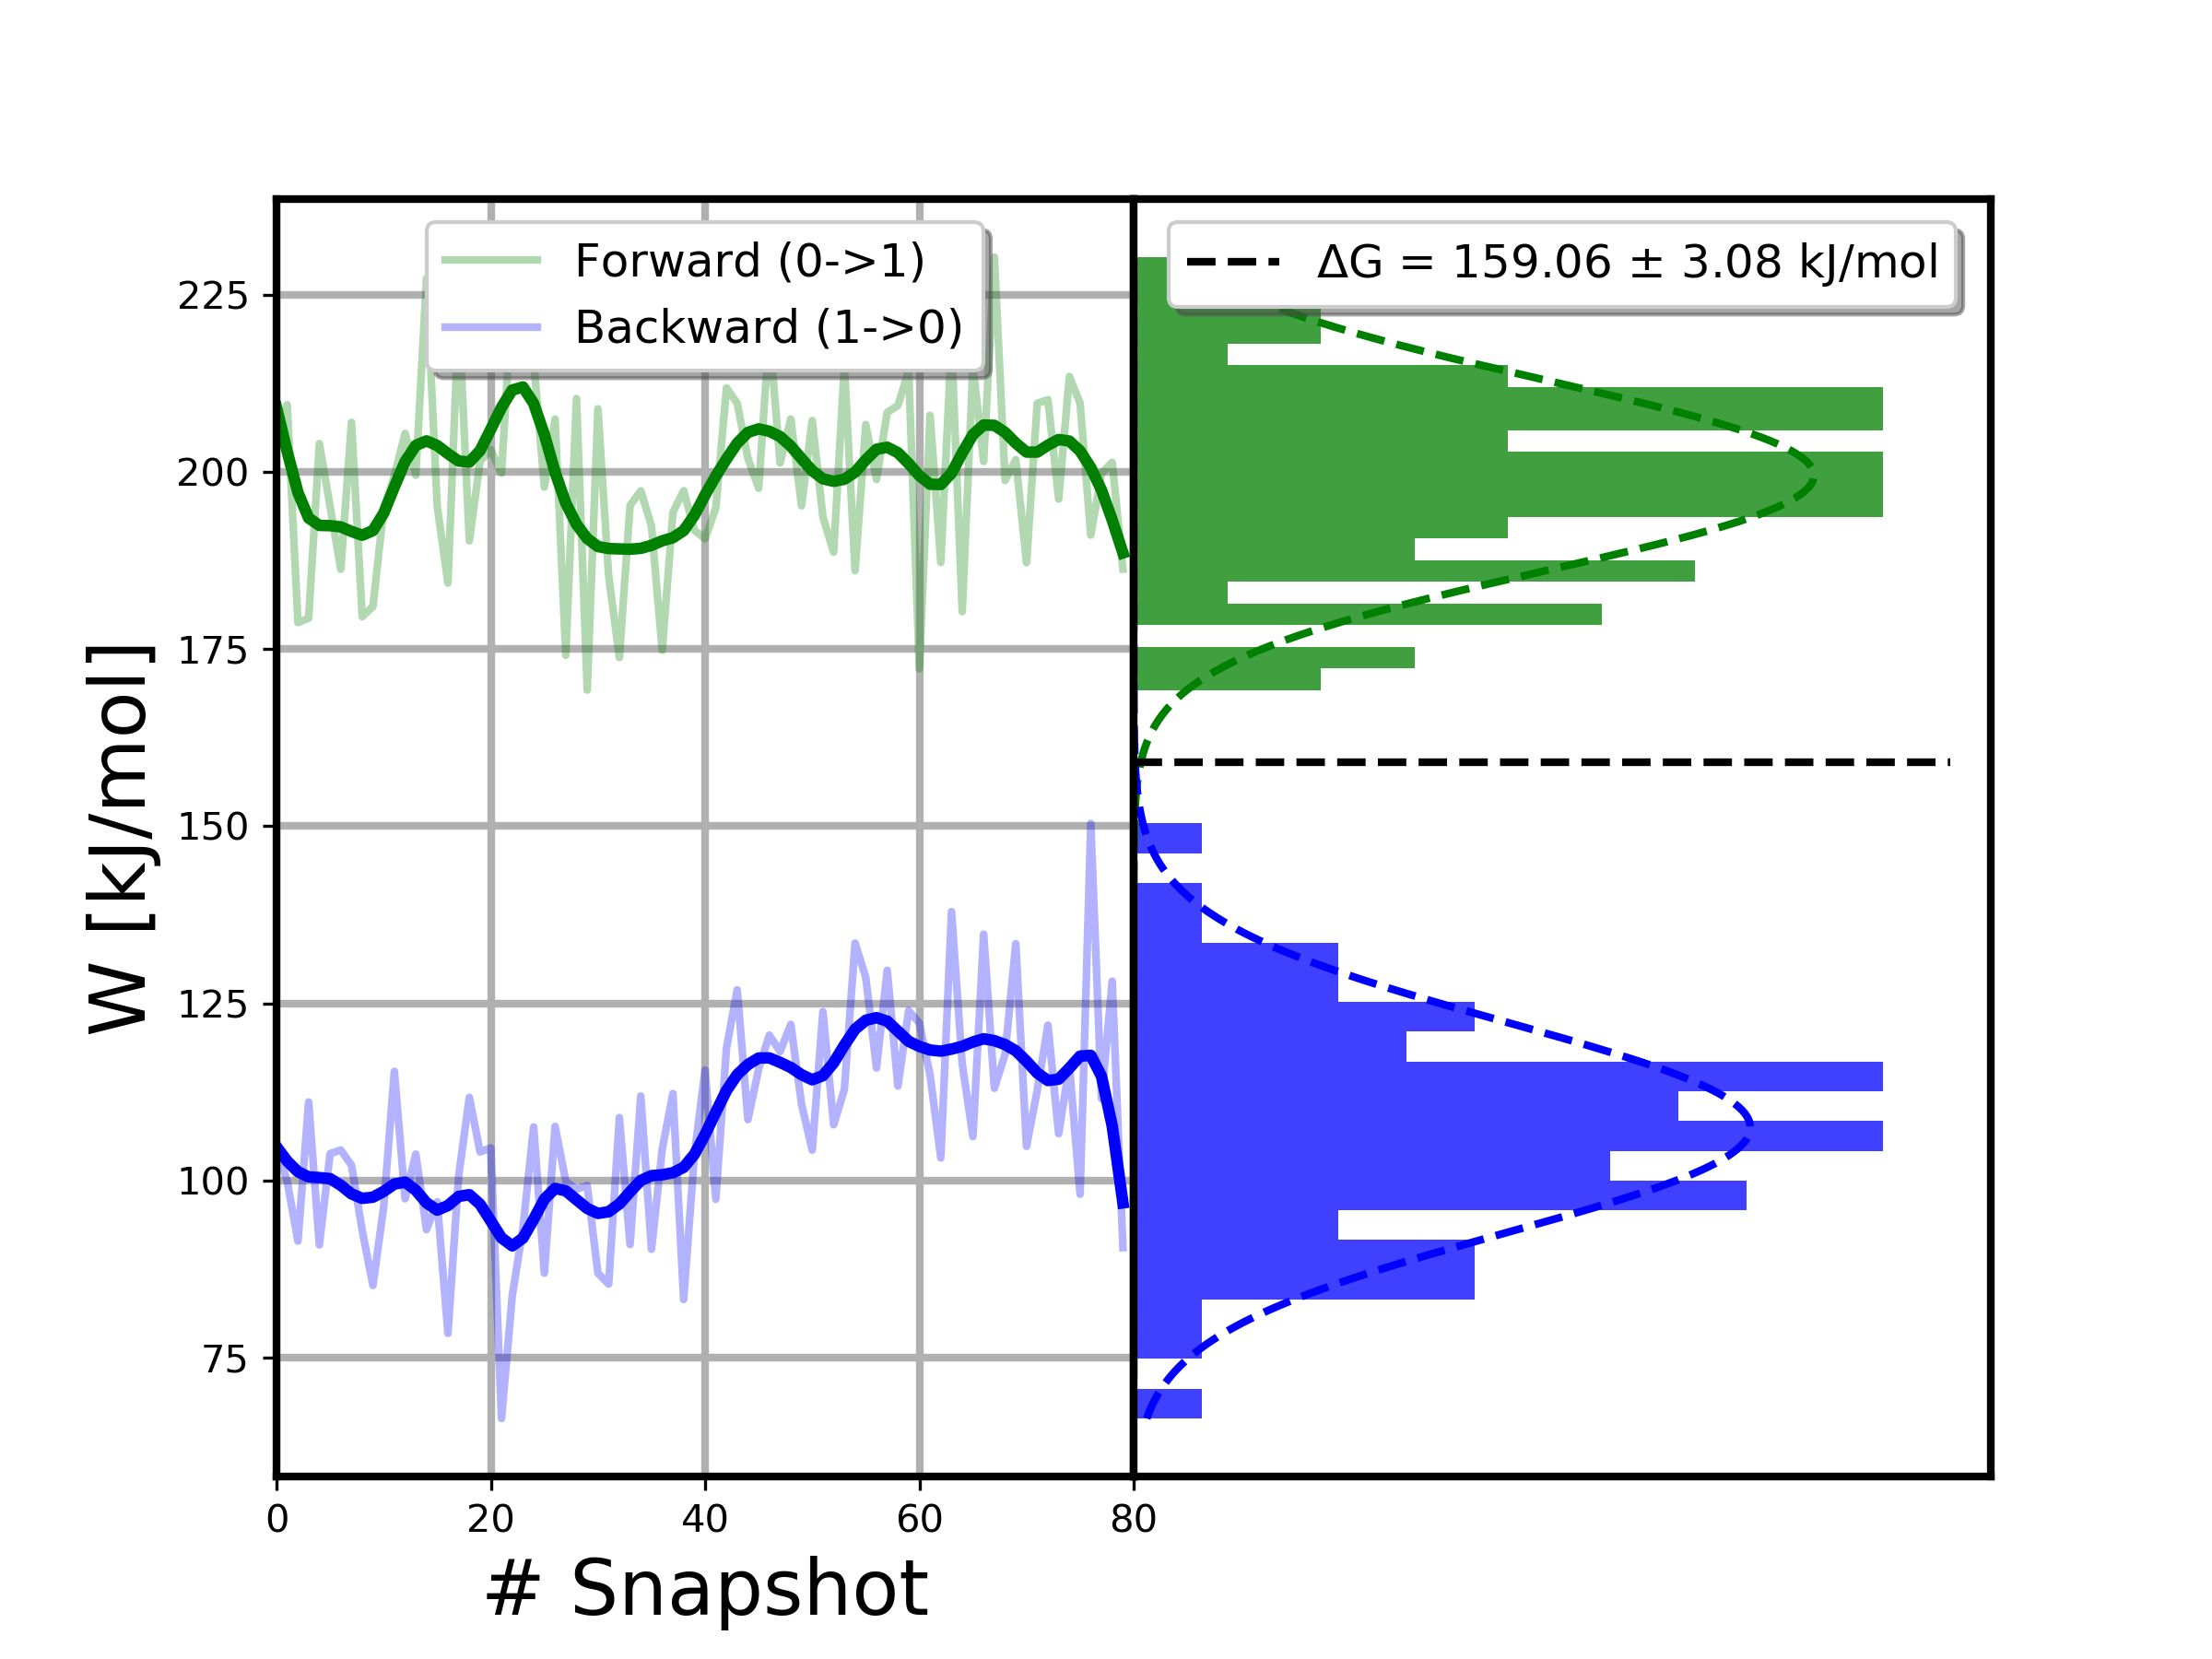 Forward (0->1)
Backward (1->0)
ΔG = 159.06 ± 3.08 kJ/mol
W [kJ/mol]
225
200
175
150
125
100
75
0 20 40 60 80
# Snapshot